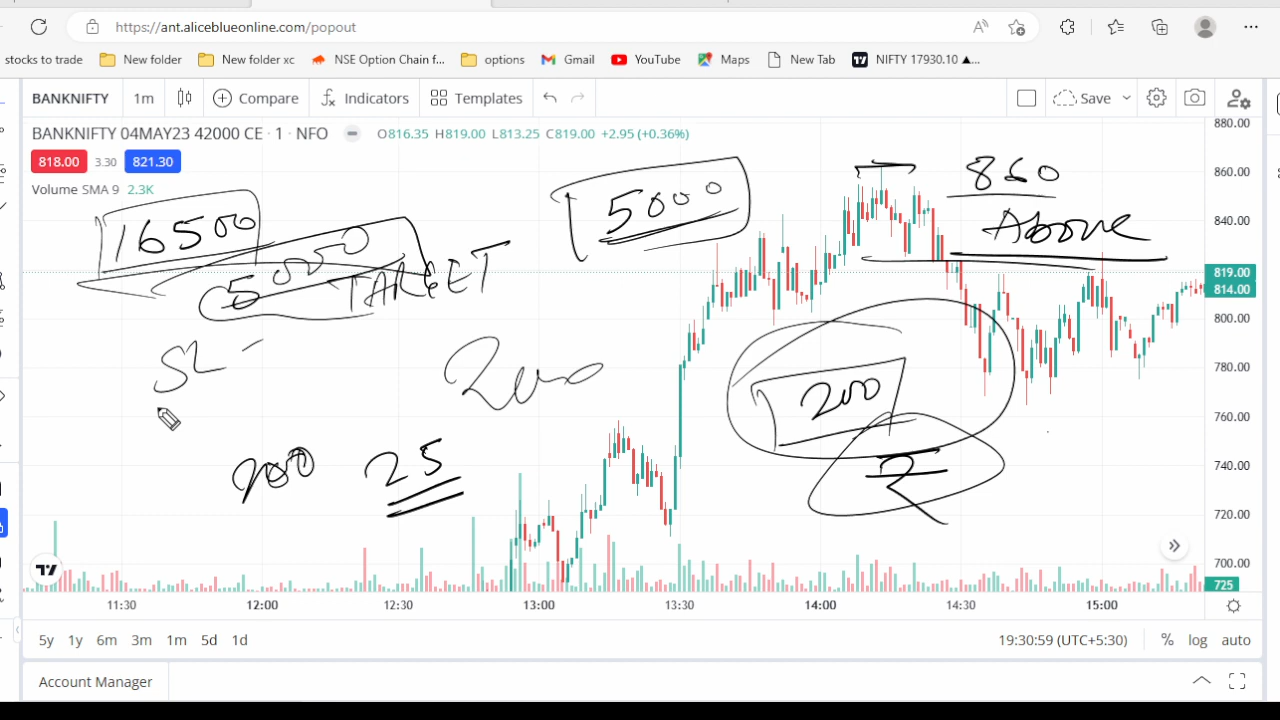 https://ant.aliceblueonline.com/popout
stocks to trade New folder New folder xc NSE Option Chain f... options Gmail YouTube Maps New Tab NIFTY 17930.10 ▲...
BANKNIFTY 1m Compare Indicators Templates Save
BANKNIFTY 04MAY23 42000 CE · 1 · NFO O816.35 H819.00 L813.25 C819.00 +2.95 (+0.36%)
818.00 3.30 821.30
Volume SMA 9 2.3K
880.00
860.00
840.00
819.00
814.00
800.00
780.00
760.00
740.00
720.00
700.00
725
16500
50000
TARGET
5000
860
Above
SL -
Zero
200
₹
25
11:30 12:00 12:30 13:00 13:30 14:00 14:30 15:00
5y 1y 6m 3m 1m 5d 1d 19:30:59 (UTC+5:30) % log auto
Account Manager